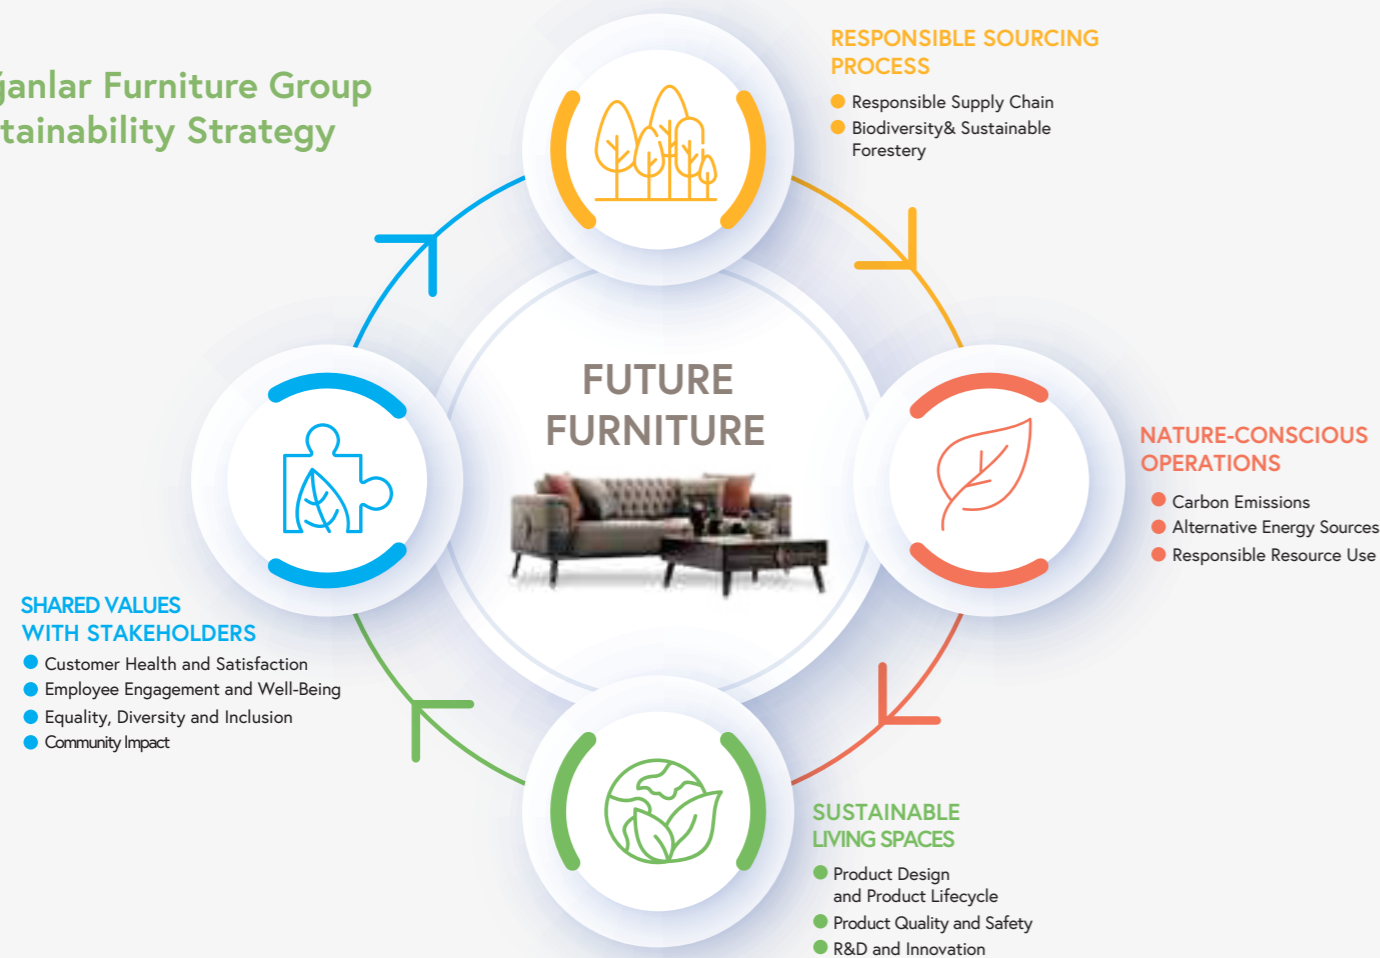 ğanlar Furniture Group
tainability Strategy
RESPONSIBLE SOURCING
PROCESS
Responsible Supply Chain
Biodiversity& Sustainable
Forestery
FUTURE
FURNITURE
NATURE-CONSCIOUS
OPERATIONS
Carbon Emissions
Alternative Energy Sources
Responsible Resource Use
SHARED VALUES
WITH STAKEHOLDERS
Customer Health and Satisfaction
Employee Engagement and Well-Being
Equality, Diversity and Inclusion
Community Impact
SUSTAINABLE
LIVING SPACES
Product Design
and Product Lifecycle
Product Quality and Safety
R&D and Innovation